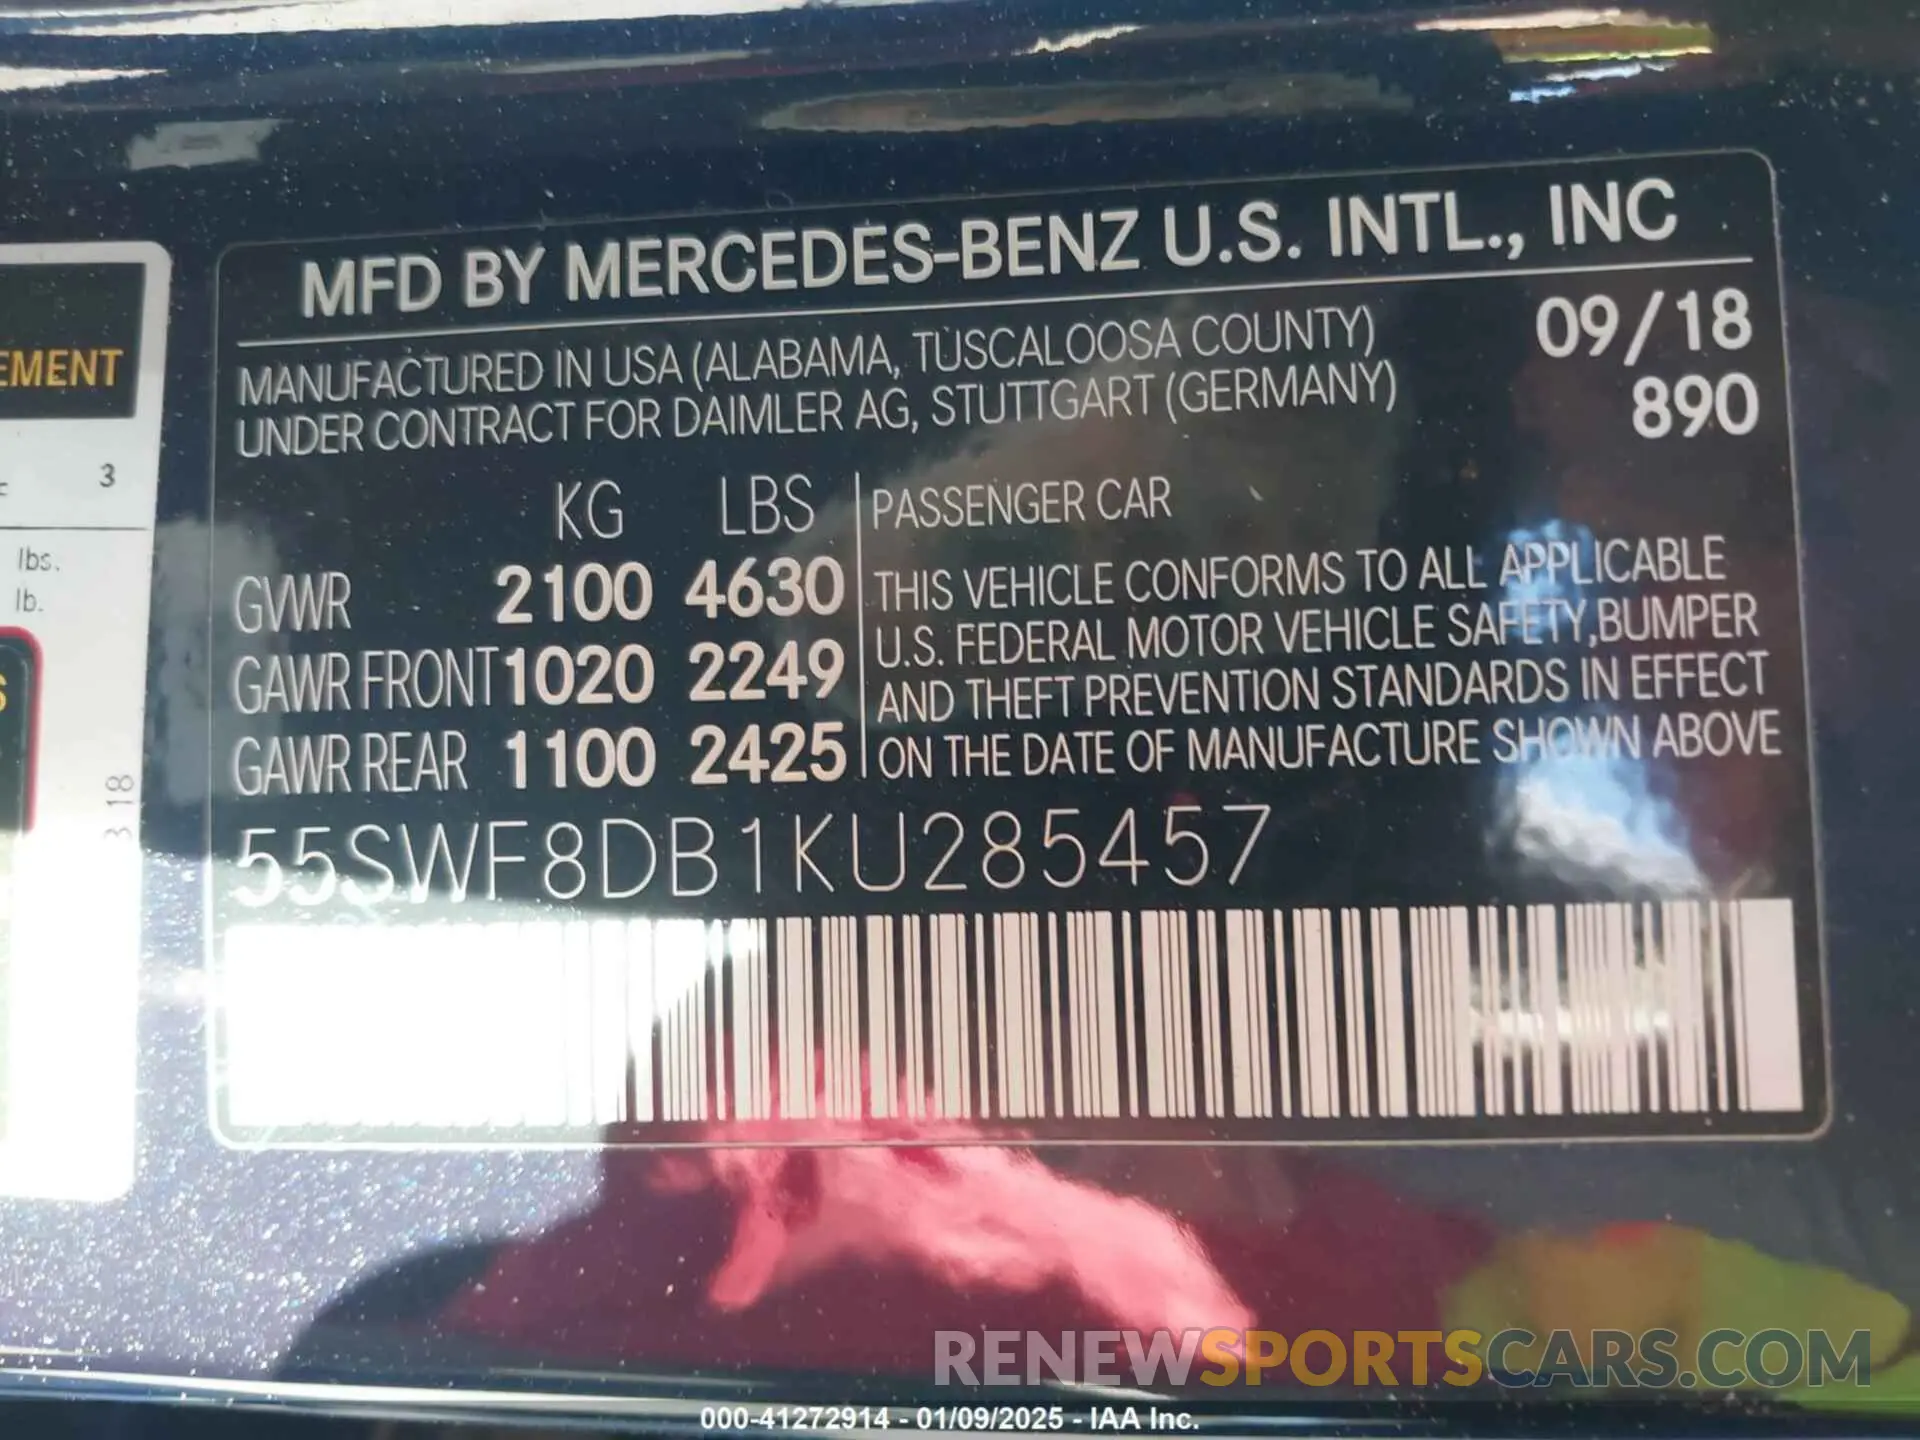 MFD BY MERCEDES-BENZ U.S. INTL., INC
MANUFACTURED IN USA (ALABAMA, TUSCALOOSA COUNTY)
UNDER CONTRACT FOR DAIMLER AG, STUTTGART (GERMANY)
09/18
890
KG LBS
GVWR 2100 4630
GAWR FRONT 1020 2249
GAWR REAR 1100 2425
PASSENGER CAR
THIS VEHICLE CONFORMS TO ALL APPLICABLE
U.S. FEDERAL MOTOR VEHICLE SAFETY,BUMPER
AND THEFT PREVENTION STANDARDS IN EFFECT
ON THE DATE OF MANUFACTURE SHOWN ABOVE
55SWF8DB1KU285457
EMENT
3
lbs.
lb.
S
3 18
RENEWSPORTSCARS.COM
000-41272914 - 01/09/2025 - IAA Inc.